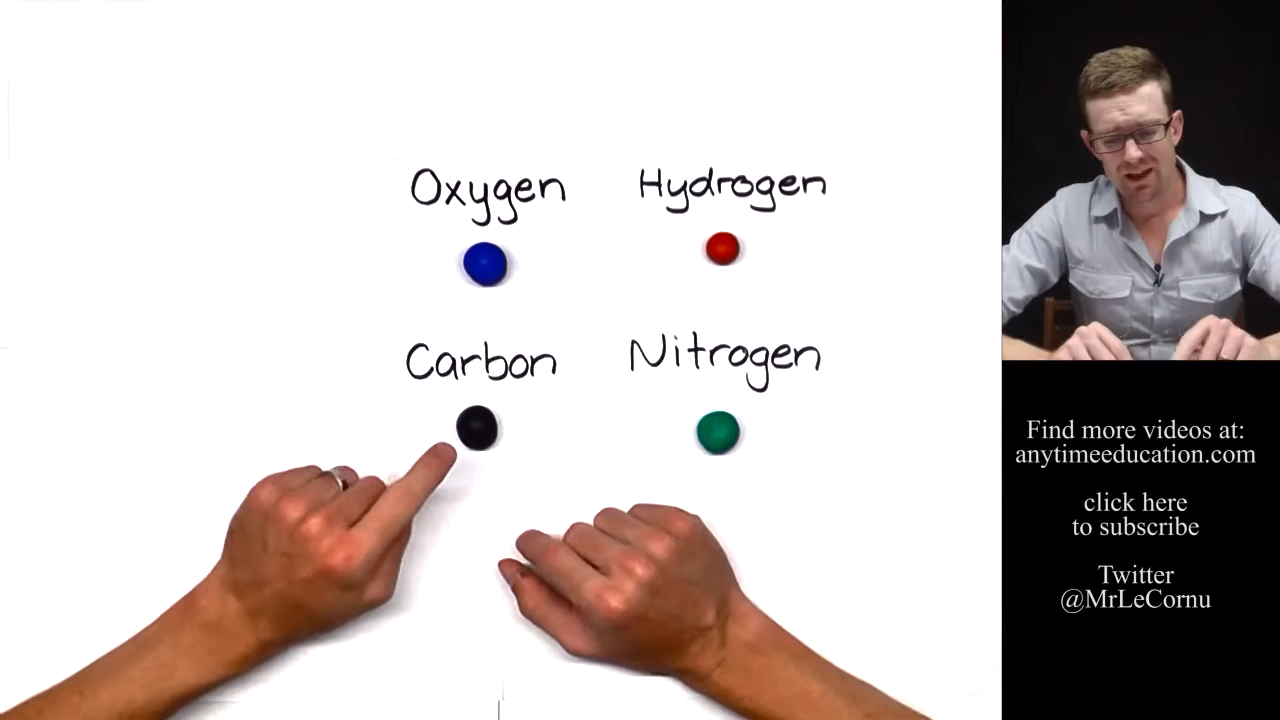 Oxygen
Hydrogen
Carbon
Nitrogen
Find more videos at:
anytimeeducation.com
click here
to subscribe
Twitter
@MrLeCornu